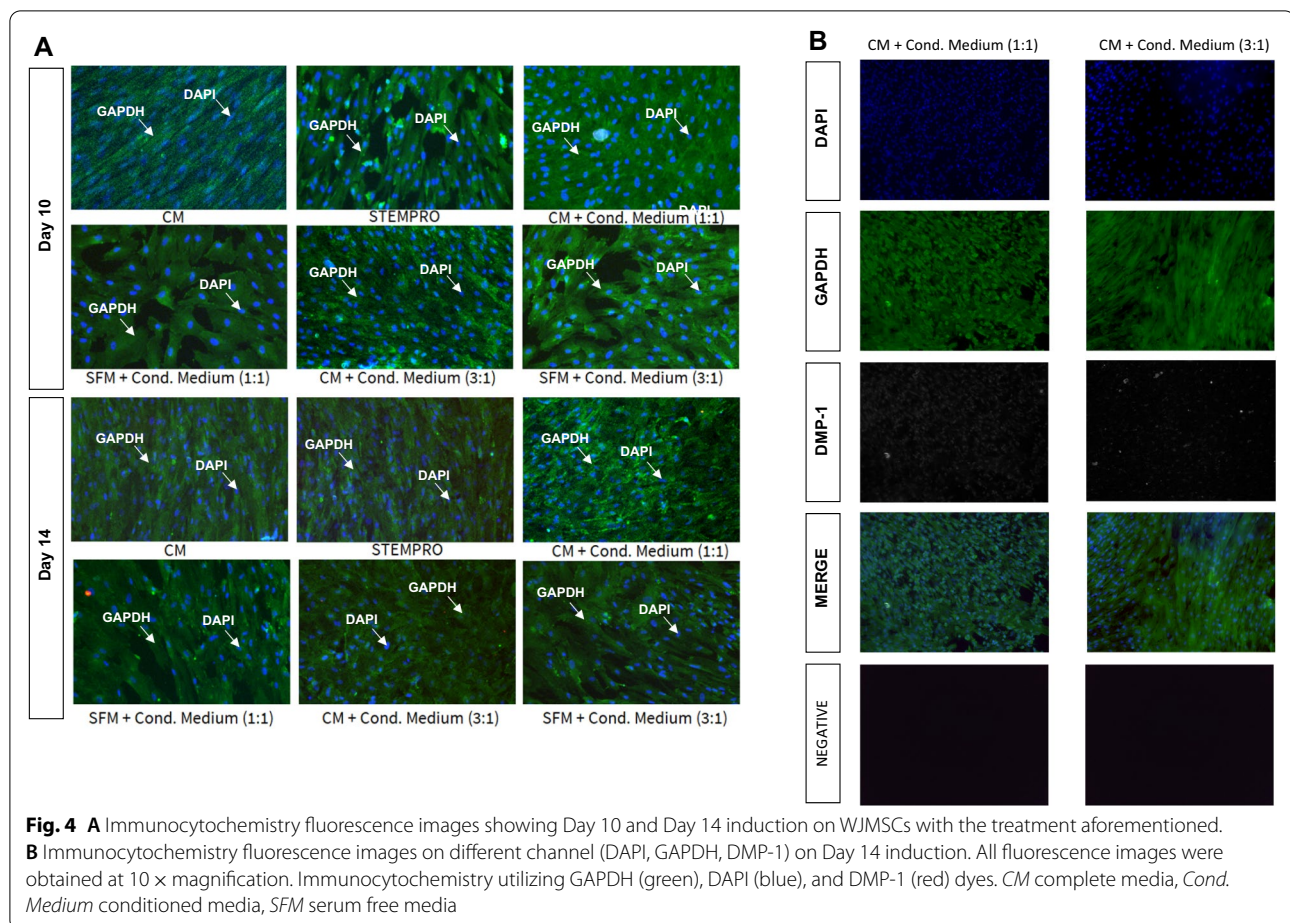 A
GAPDH
DAPI
GAPDH
DAPI
GAPDH
DAPI
Day 10
CM
STEMPRO
CM + Cond. Medium (1:1)
DAPI
GAPDH
DAPI
GAPDH
DAPI
GAPDH
DAPI
SFM + Cond. Medium (1:1)
CM + Cond. Medium (3:1)
SFM + Cond. Medium (3:1)
GAPDH
DAPI
GAPDH
DAPI
GAPDH
DAPI
Day 14
CM
STEMPRO
CM + Cond. Medium (1:1)
GAPDH
DAPI
GAPDH
DAPI
GAPDH
DAPI
SFM + Cond. Medium (1:1)
CM + Cond. Medium (3:1)
SFM + Cond. Medium (3:1)
B
CM + Cond. Medium (1:1)
CM + Cond. Medium (3:1)
DAPI
GAPDH
DMP-1
MERGE
NEGATIVE
Fig. 4 A Immunocytochemistry fluorescence images showing Day 10 and Day 14 induction on WJMSCs with the treatment aforementioned.
B Immunocytochemistry fluorescence images on different channel (DAPI, GAPDH, DMP-1) on Day 14 induction. All fluorescence images were
obtained at 10 × magnification. Immunocytochemistry utilizing GAPDH (green), DAPI (blue), and DMP-1 (red) dyes. CM complete media, Cond.
Medium conditioned media, SFM serum free media